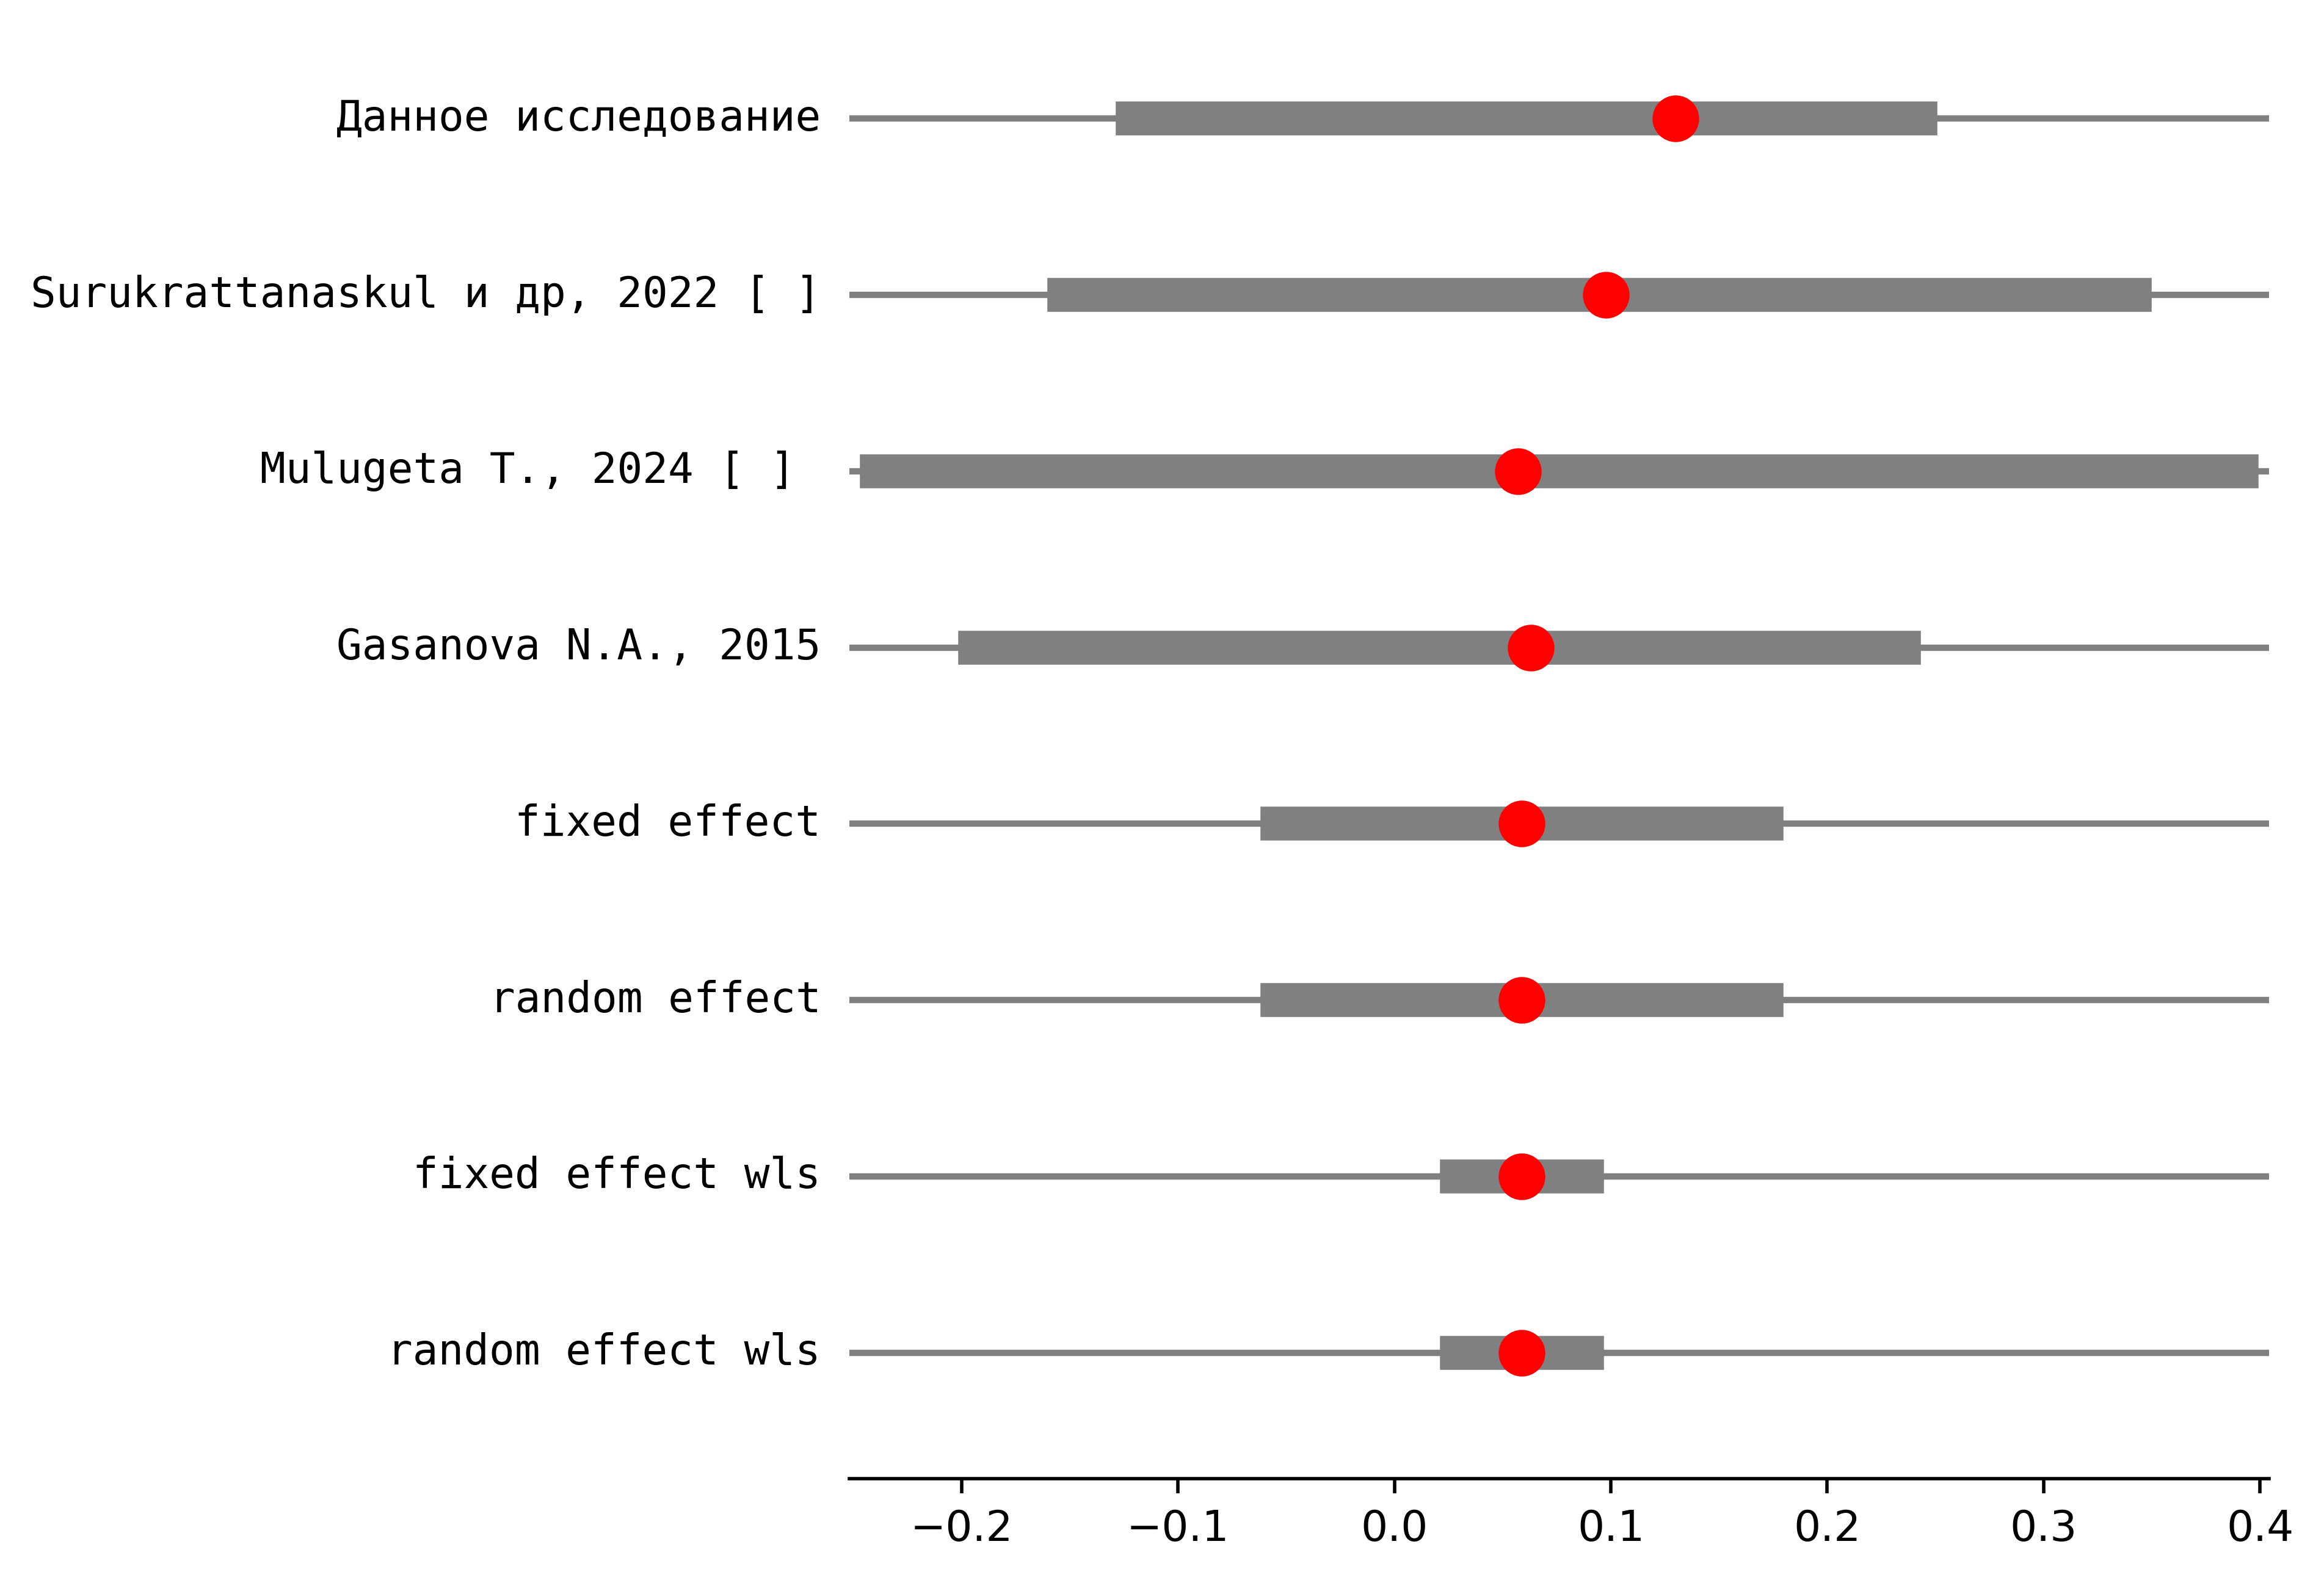 Данное исследование
Surukrattanaskul и др, 2022 [ ]
Mulugeta T., 2024 [ ]
Gasanova N.A., 2015
fixed effect
random effect
fixed effect wls
random effect wls
−0.2 −0.1 0.0 0.1 0.2 0.3 0.4